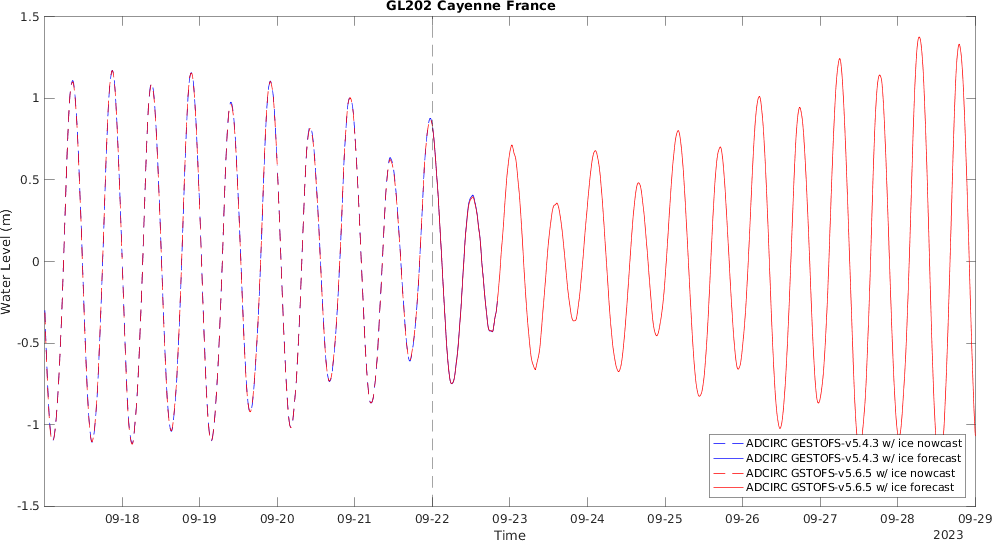 GL202 Cayenne France
1.5
1
0.5
0
-0.5
-1
-1.5
Water Level (m)
ADCIRC GESTOFS-v5.4.3 w/ ice nowcast
ADCIRC GESTOFS-v5.4.3 w/ ice forecast
ADCIRC GSTOFS-v5.6.5 w/ ice nowcast
ADCIRC GSTOFS-v5.6.5 w/ ice forecast
09-18 09-19 09-20 09-21 09-22 09-23 09-24 09-25 09-26 09-27 09-28 09-29
Time
2023